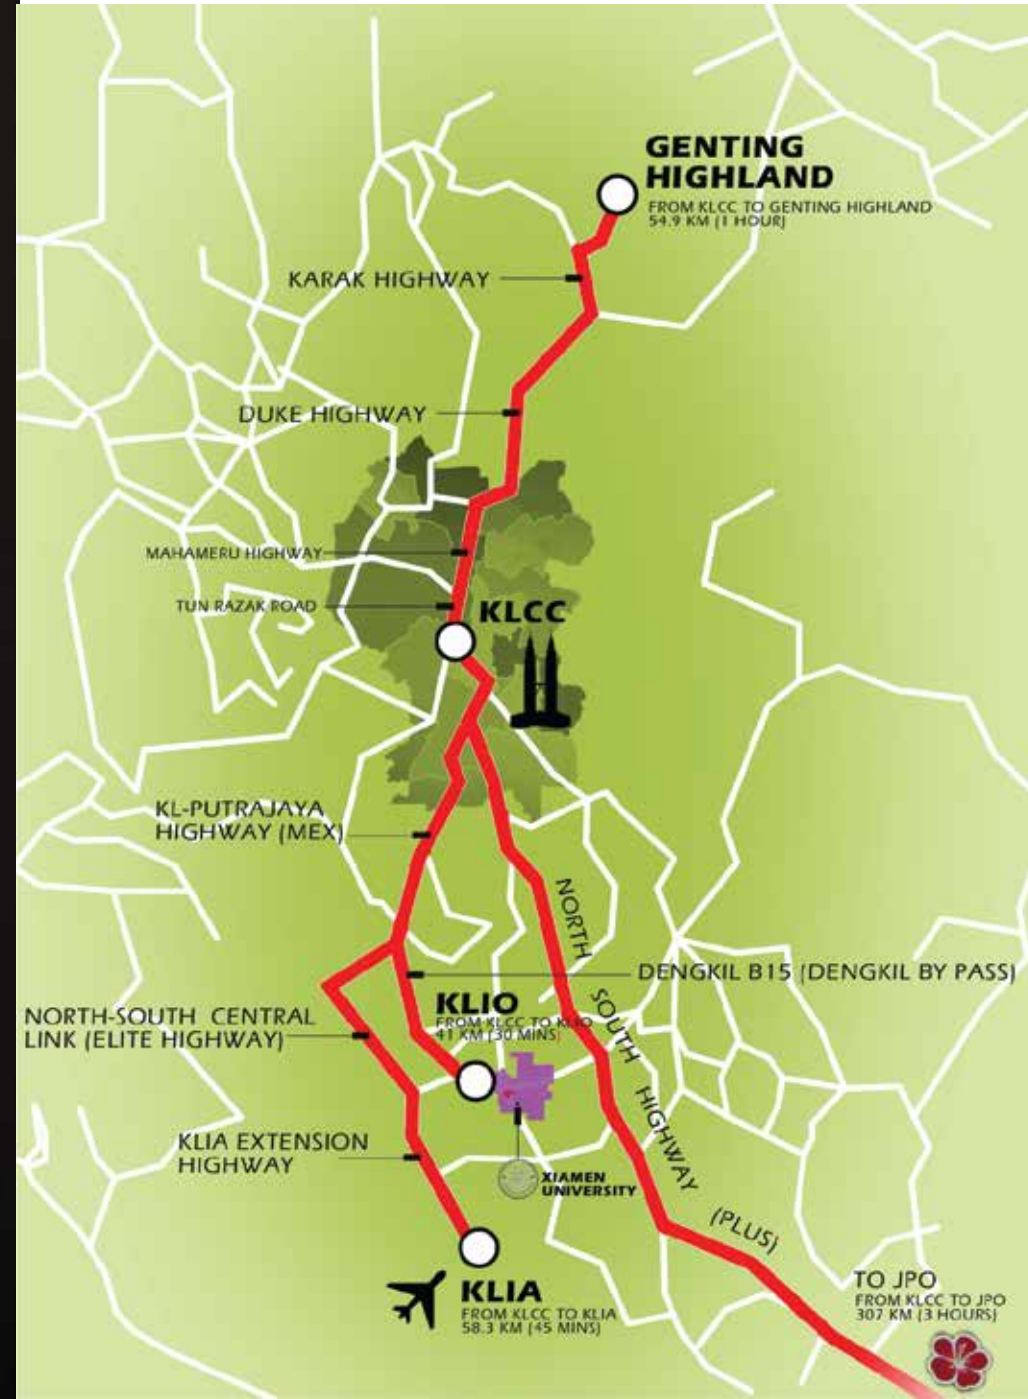 GENTING
HIGHLAND
FROM KLCC TO GENTING HIGHLAND
54.9 KM (1 HOUR)
KARAK HIGHWAY
DUKE HIGHWAY
MAHAMERU HIGHWAY
TUN RAZAK ROAD
KLCC
KL-PUTRAJAYA
HIGHWAY (MEX)
NORTH SOUTH HIGHWAY (PLUS)
DENGKIL B15 (DENGKIL BY PASS)
KLIO
FROM KLCC TO KLIO
41 KM (30 MINS)
NORTH-SOUTH CENTRAL
LINK (ELITE HIGHWAY)
KLIA EXTENSION
HIGHWAY
XIAMEN
UNIVERSITY
KLIA
FROM KLCC TO KLIA
58.3 KM (45 MINS)
TO JPO
FROM KLCC TO JPO
307 KM (3 HOURS)